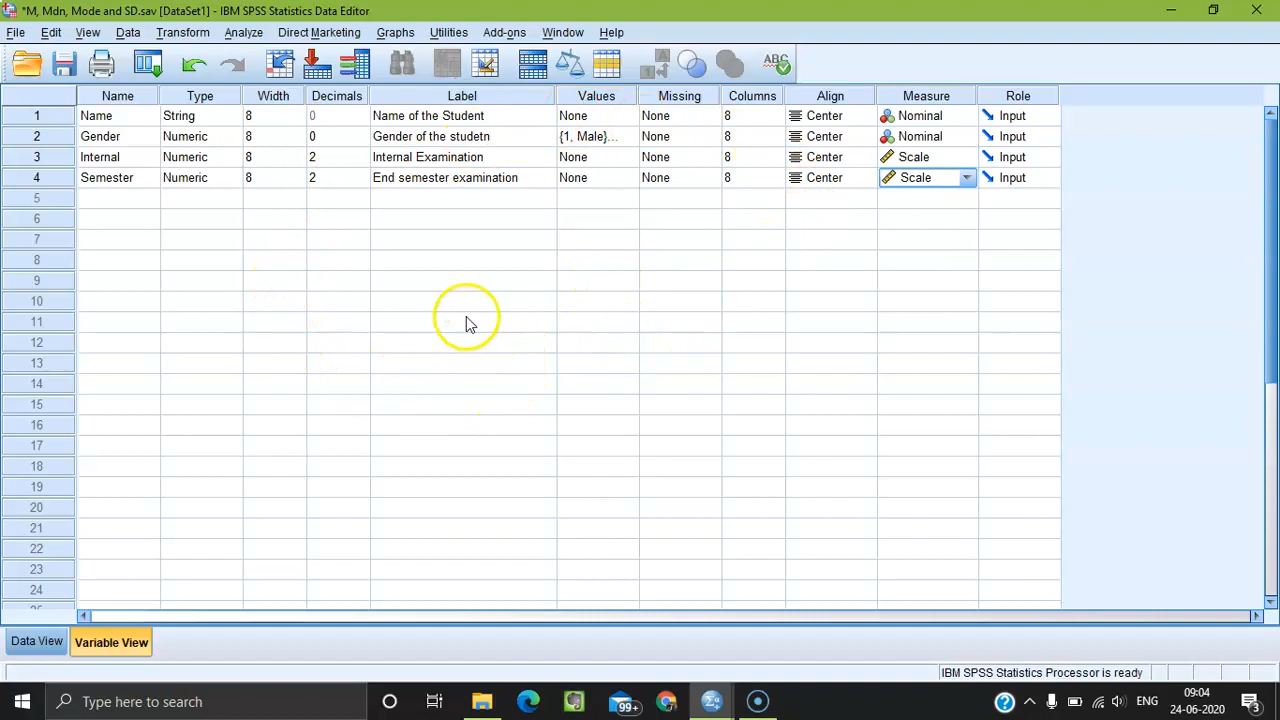 *M, Mdn, Mode and SD.sav [DataSet1] - IBM SPSS Statistics Data Editor
File Edit View Data Transform Analyze Direct Marketing Graphs Utilities Add-ons Window Help
Name Type Width Decimals Label Values Missing Columns Align Measure Role
1 Name String 8 0 Name of the Student None None 8 Center Nominal Input
2 Gender Numeric 8 0 Gender of the studetn {1, Male}... None 8 Center Nominal Input
3 Internal Numeric 8 2 Internal Examination None None 8 Center Scale Input
4 Semester Numeric 8 2 End semester examination None None 8 Center Scale Input
5
6
7
8
9
10
11
12
13
14
15
16
17
18
19
20
21
22
23
24
Data View Variable View
IBM SPSS Statistics Processor is ready
Type here to search 99+ ENG 09:04
24-06-2020 3